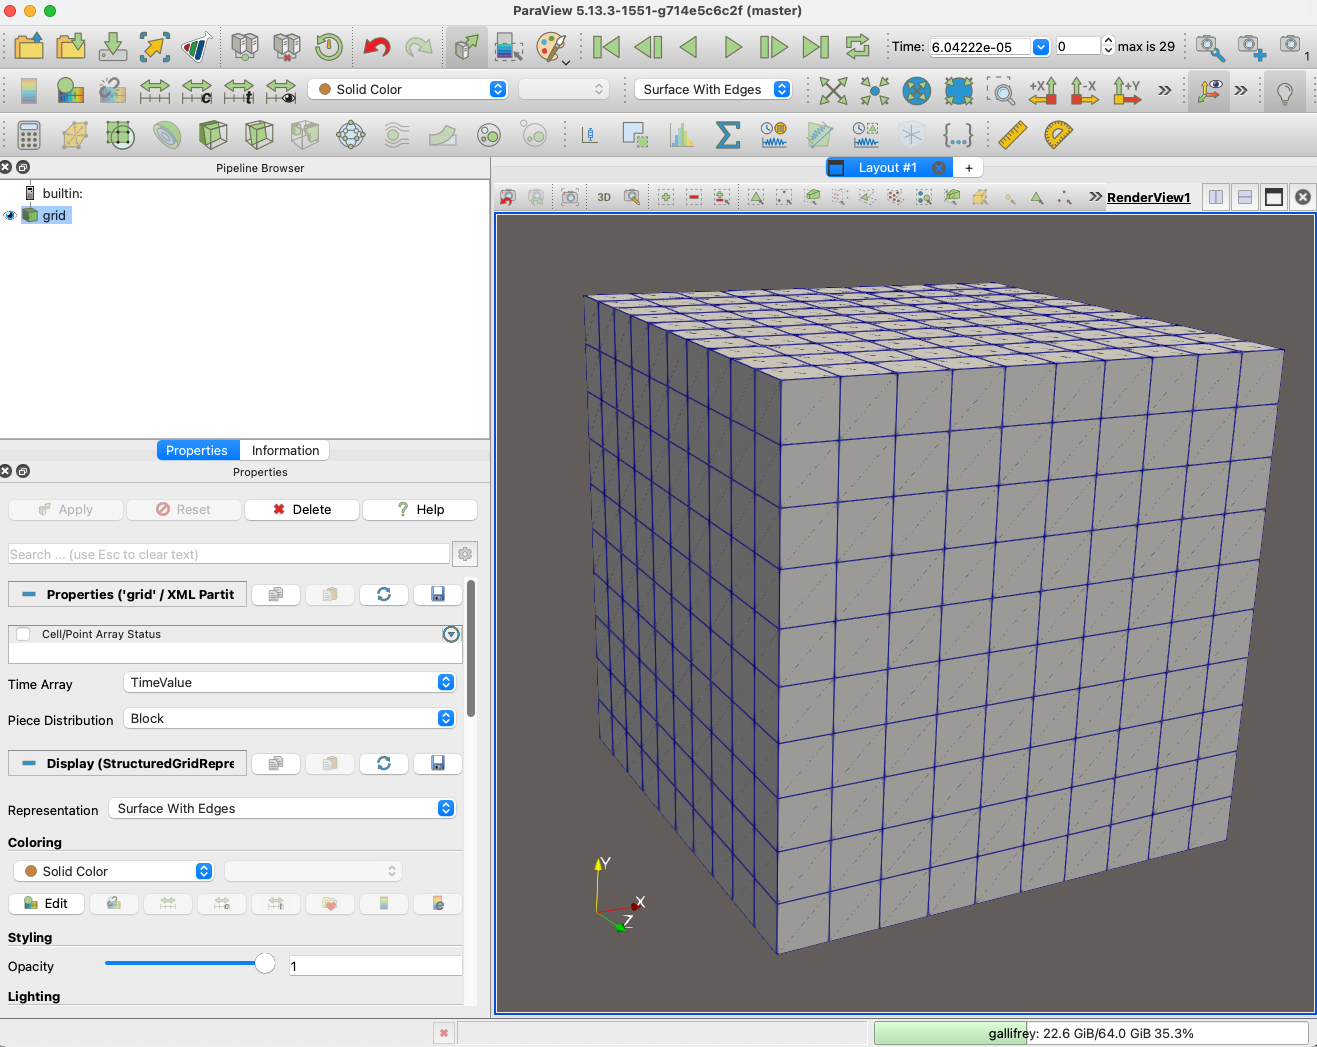 ParaView 5.13.3-1551-g714e5c6c2f (master)
Time: 6.04222e-05 0 max is 29 1
c t Solid Color Surface With Edges +X -X +Y
Pipeline Browser
Layout #1 +
builtin:
grid
3D RenderView1
Properties Information
Properties
Apply Reset Delete ? Help
Search ... (use Esc to clear text)
Properties ('grid' / XML Partit
Cell/Point Array Status
Time Array TimeValue
Piece Distribution Block
Display (StructuredGridRepre
Representation Surface With Edges
Coloring
Solid Color
Edit
Styling
Opacity 1
Lighting
Y
X
Z
gallifrey: 22.6 GiB/64.0 GiB 35.3%